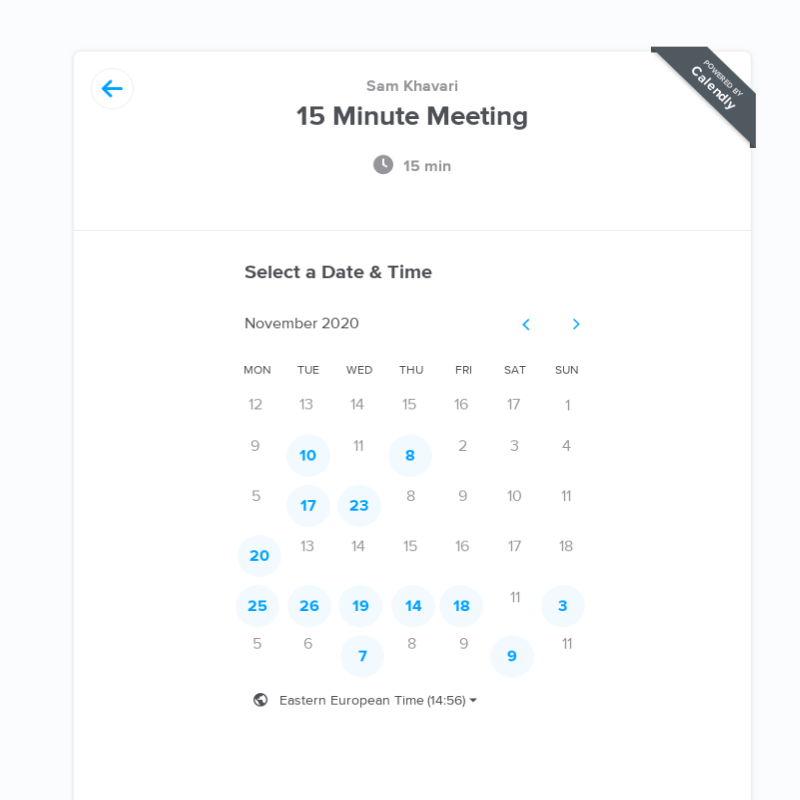 POWERED BY
Calendly
Sam Khavari
15 Minute Meeting
15 min
Select a Date & Time
November 2020
MON TUE WED THU FRI SAT SUN
12 13 14 15 16 17 1
9 10 11 8 2 3 4
5 17 23 8 9 10 11
20 13 14 15 16 17 18
25 26 19 14 18 11 3
5 6 7 8 9 9 11
Eastern European Time (14:56)